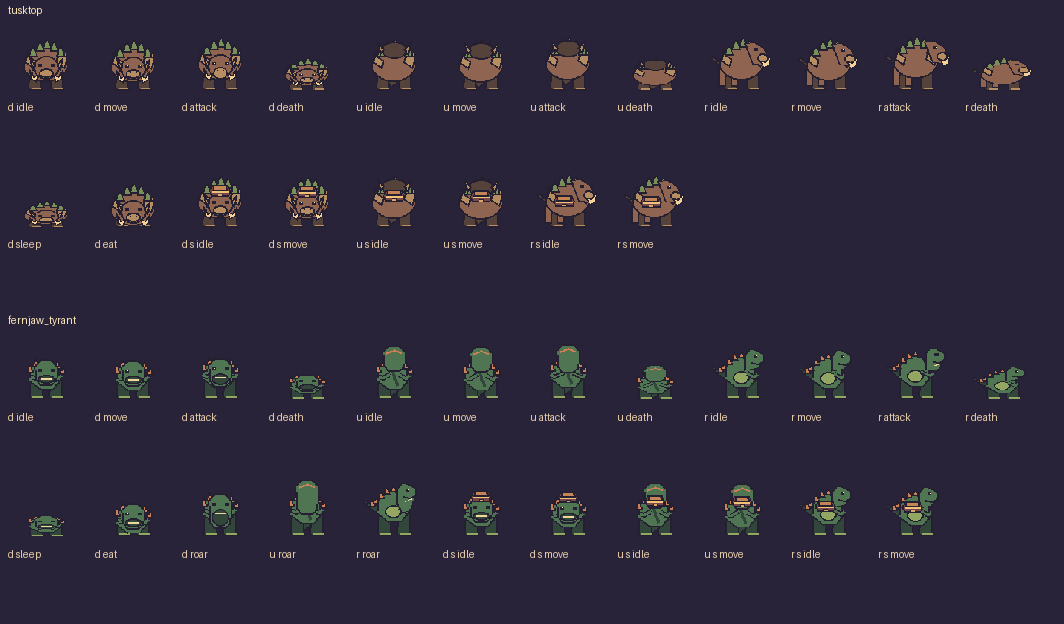 tusktop
d idle d move d attack d death u idle u move u attack u death r idle r move r attack r death
d sleep d eat d s idle d s move u s idle u s move r s idle r s move
fernjaw_tyrant
d idle d move d attack d death u idle u move u attack u death r idle r move r attack r death
d sleep d eat d roar u roar r roar d s idle d s move u s idle u s move r s idle r s move